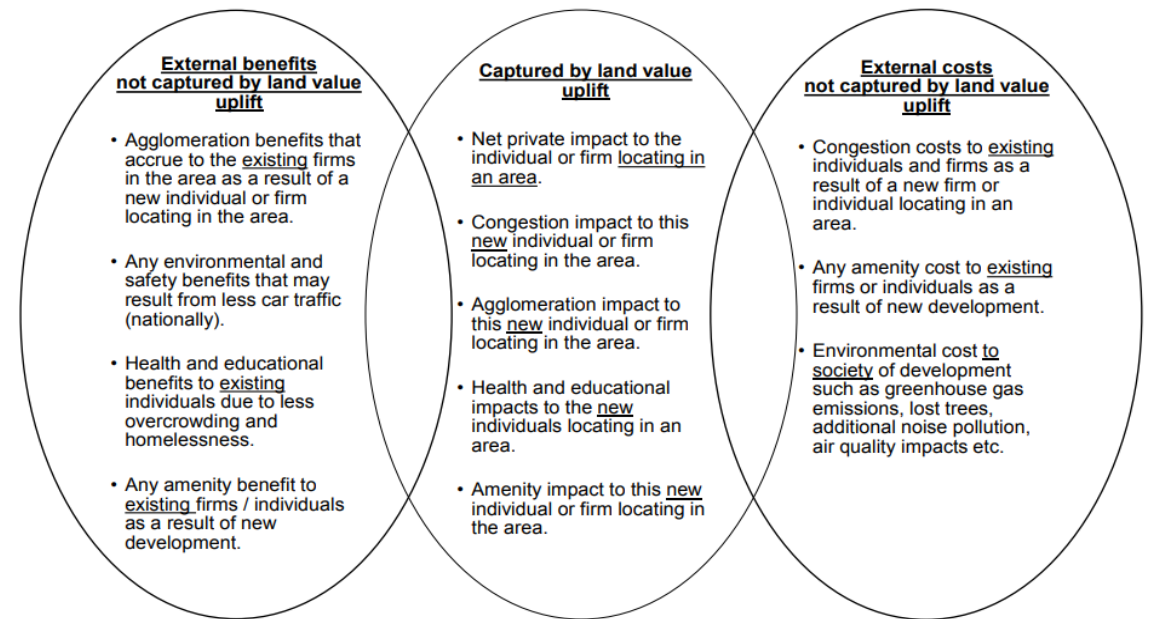 External benefits
not captured by land value
uplift
• Agglomeration benefits that
accrue to the existing firms
in the area as a result of a
new individual or firm
locating in the area.
• Any environmental and
safety benefits that may
result from less car traffic
(nationally).
• Health and educational
benefits to existing
individuals due to less
overcrowding and
homelessness.
• Any amenity benefit to
existing firms / individuals
as a result of new
development.
Captured by land value
uplift
• Net private impact to the
individual or firm locating in
an area.
• Congestion impact to this
new individual or firm
locating in the area.
• Agglomeration impact to
this new individual or firm
locating in the area.
• Health and educational
impacts to the new
individuals locating in an
area.
• Amenity impact to this new
individual or firm locating in
the area.
External costs
not captured by land value
uplift
• Congestion costs to existing
individuals and firms as a
result of a new firm or
individual locating in an
area.
• Any amenity cost to existing
firms or individuals as a
result of new development.
• Environmental cost to
society of development
such as greenhouse gas
emissions, lost trees,
additional noise pollution,
air quality impacts etc.